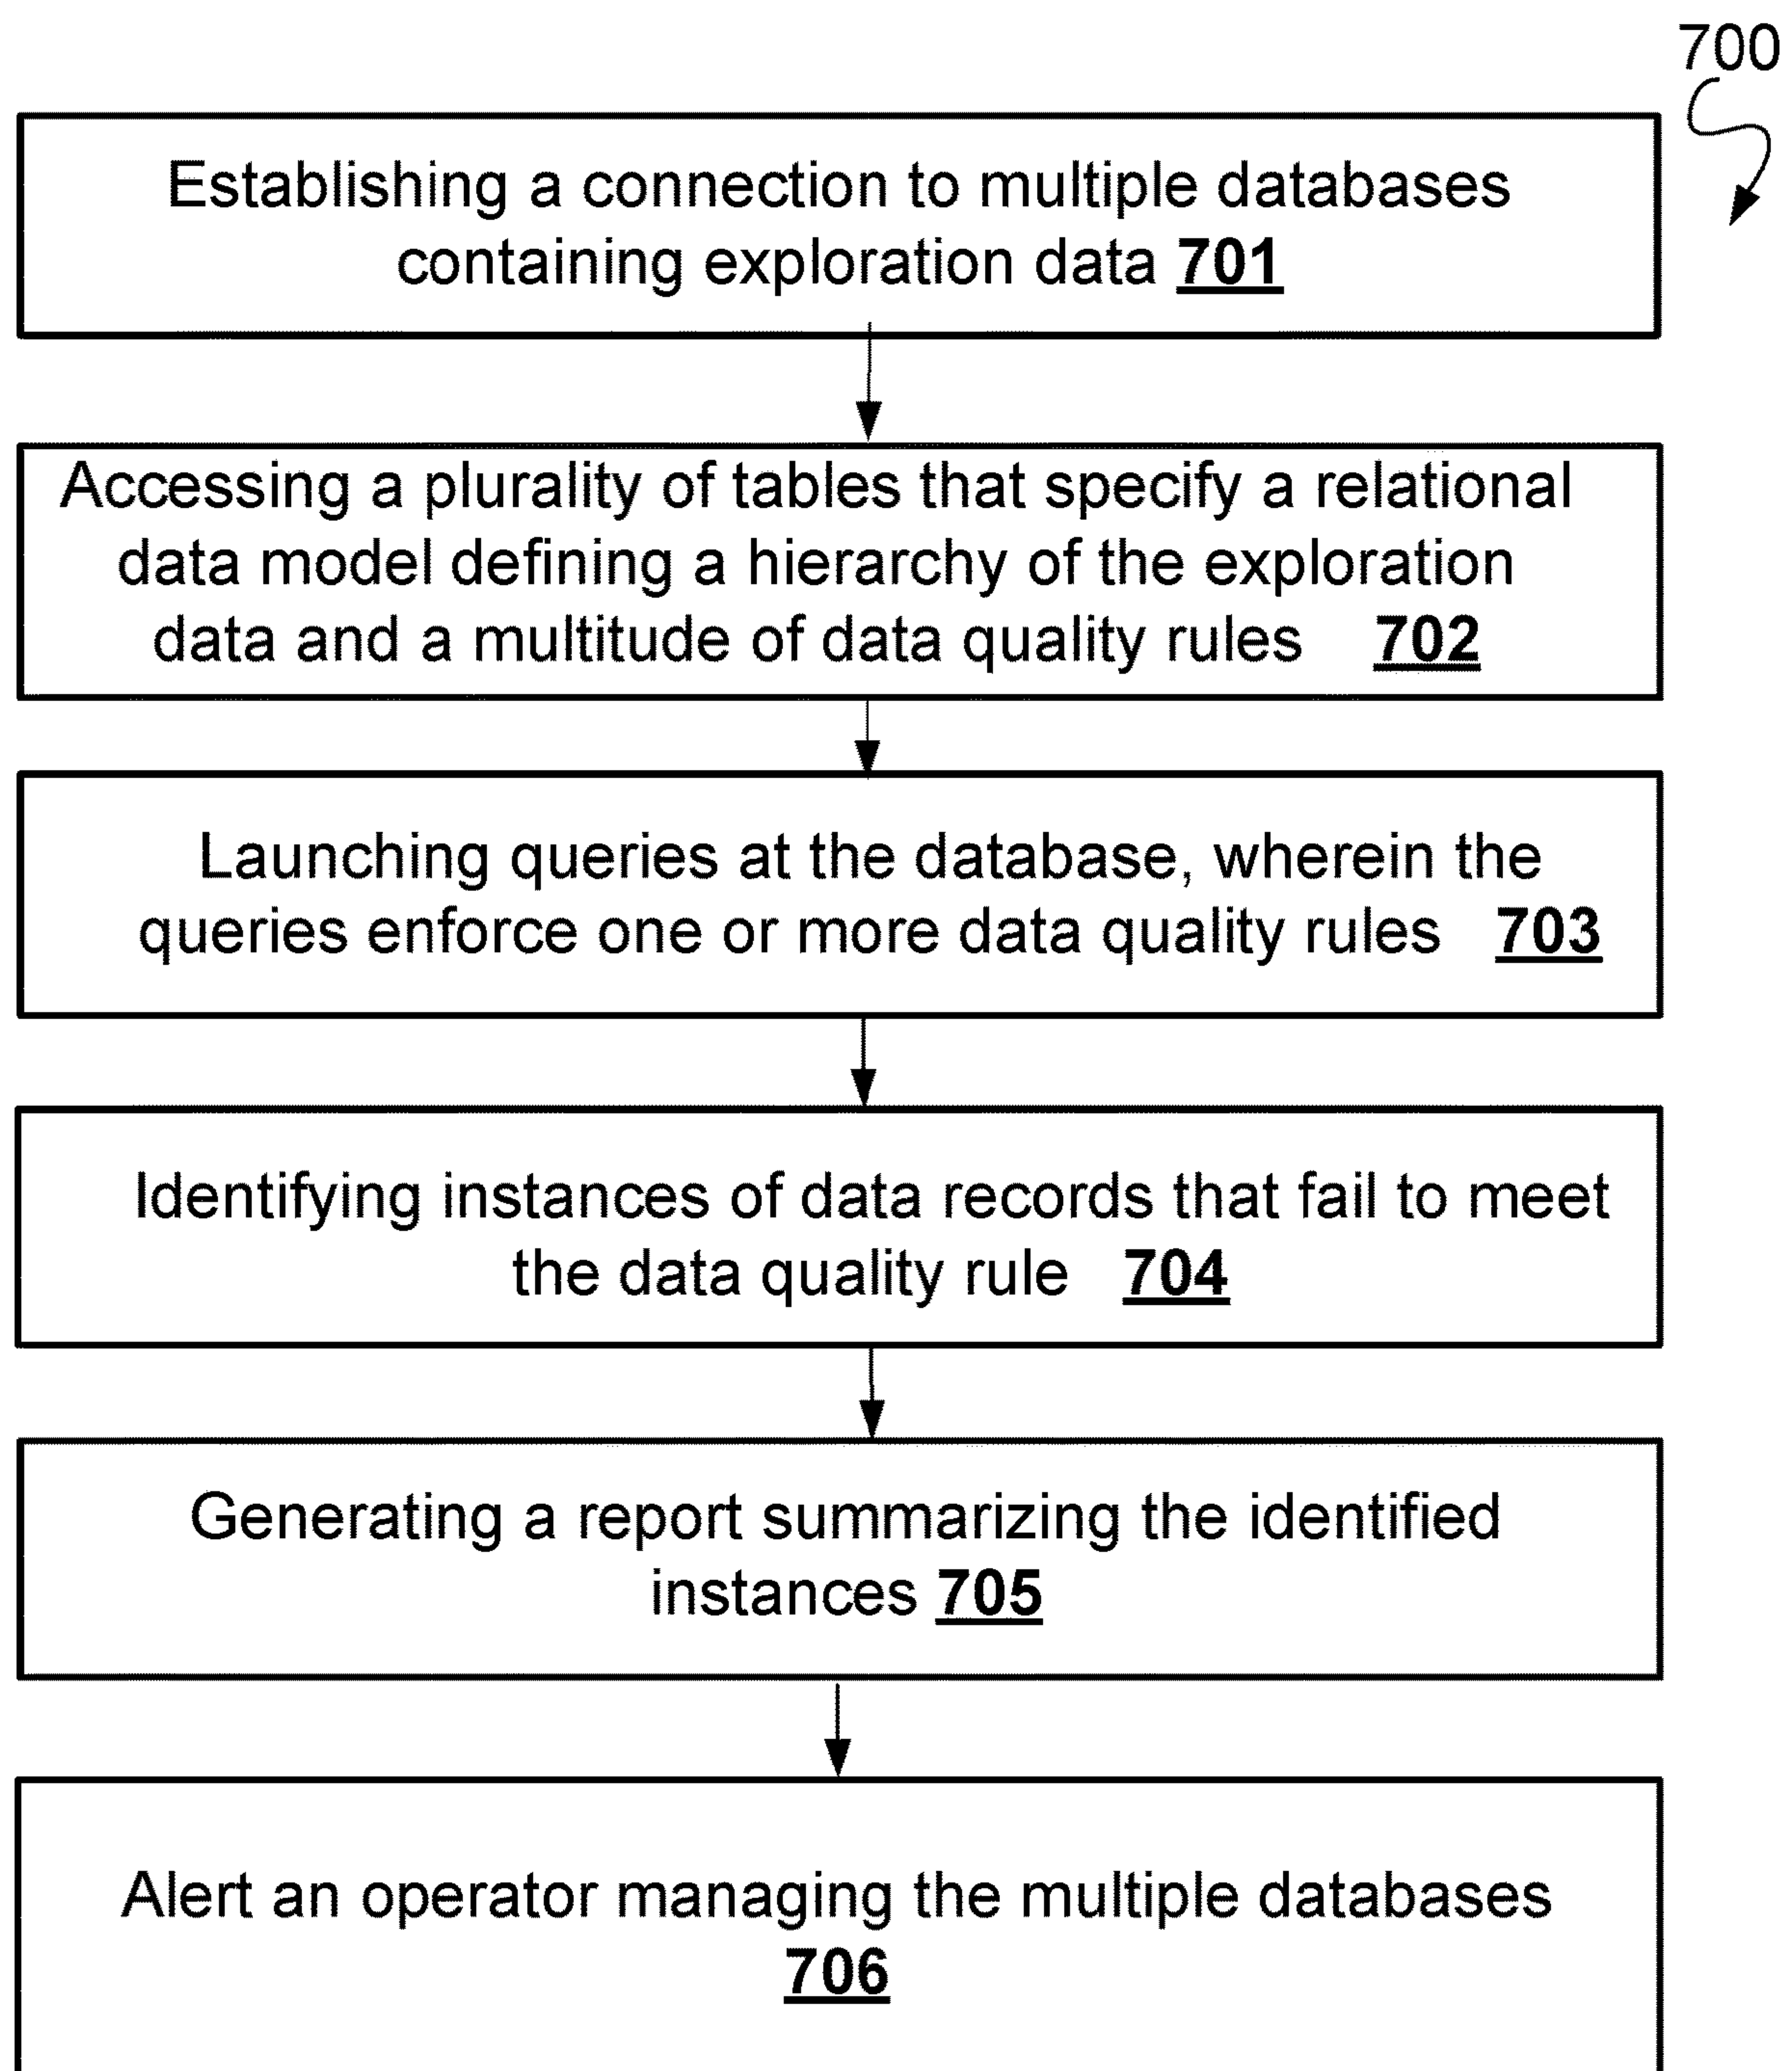 700
Establishing a connection to multiple databases
containing exploration data 701
Accessing a plurality of tables that specify a relational
data model defining a hierarchy of the exploration
data and a multitude of data quality rules 702
Launching queries at the database, wherein the
queries enforce one or more data quality rules 703
Identifying instances of data records that fail to meet
the data quality rule 704
Generating a report summarizing the identified
instances 705
Alert an operator managing the multiple databases
706